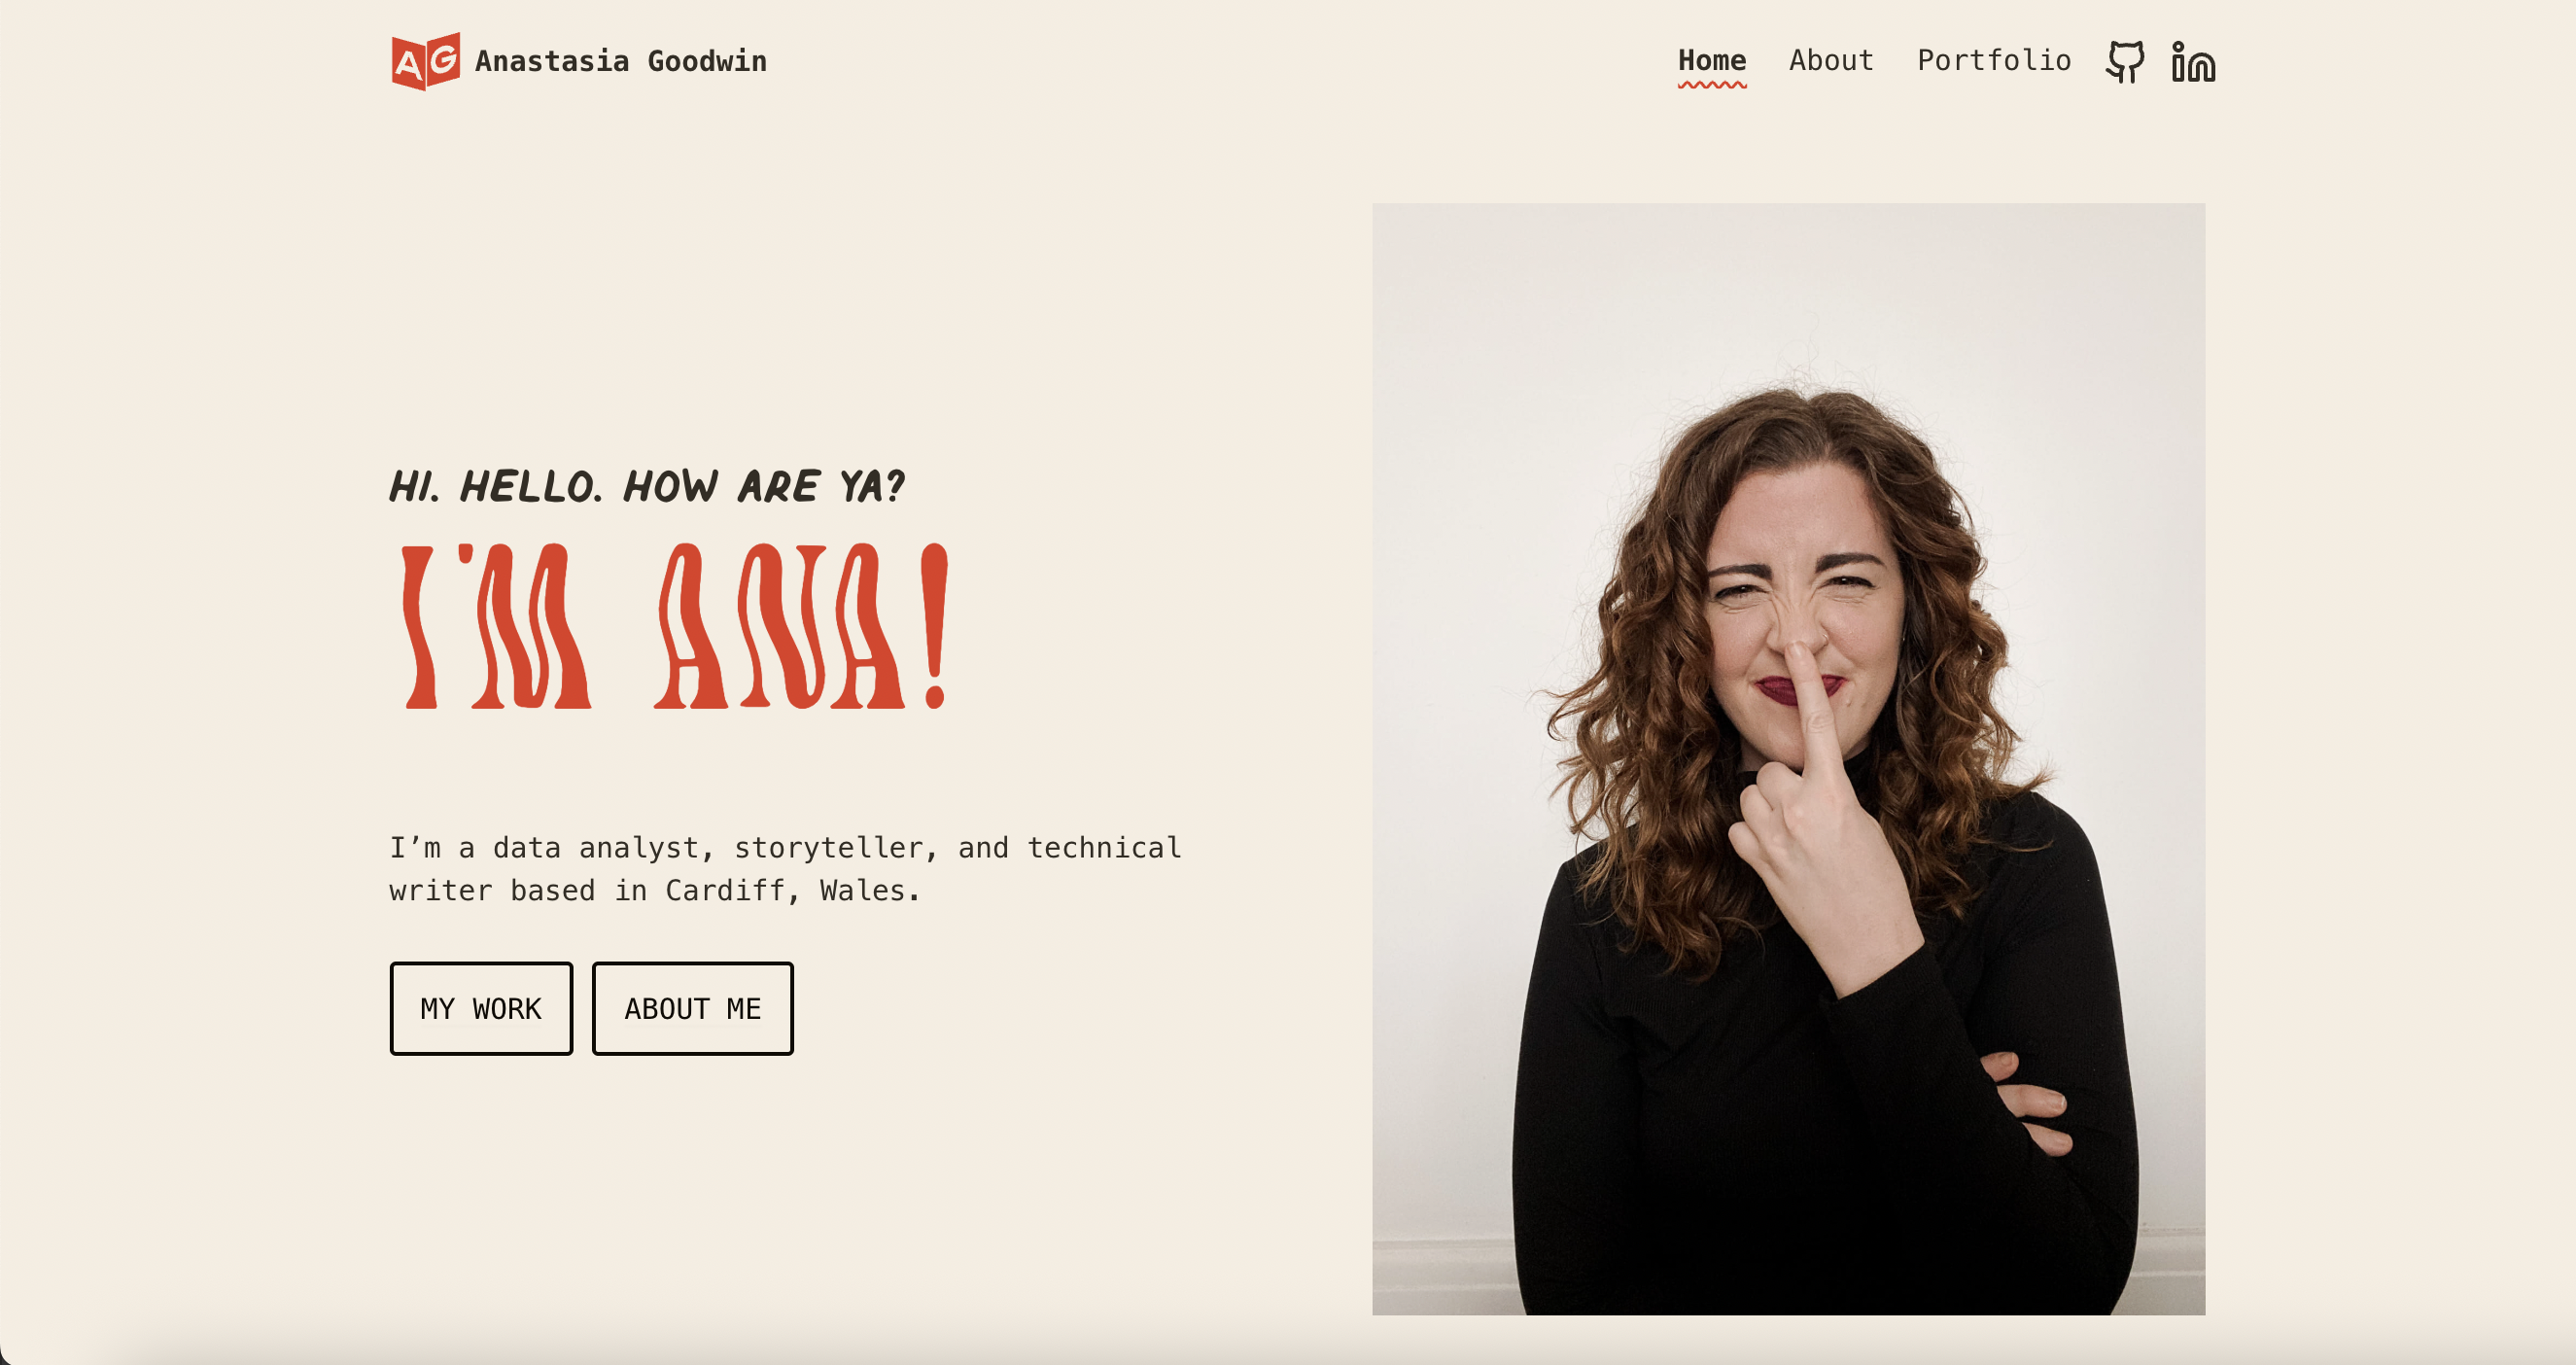 AG Anastasia Goodwin
Home About Portfolio in
HI. HELLO. HOW ARE YA?
I'M ANA!
I’m a data analyst, storyteller, and technical
writer based in Cardiff, Wales.
MY WORK ABOUT ME